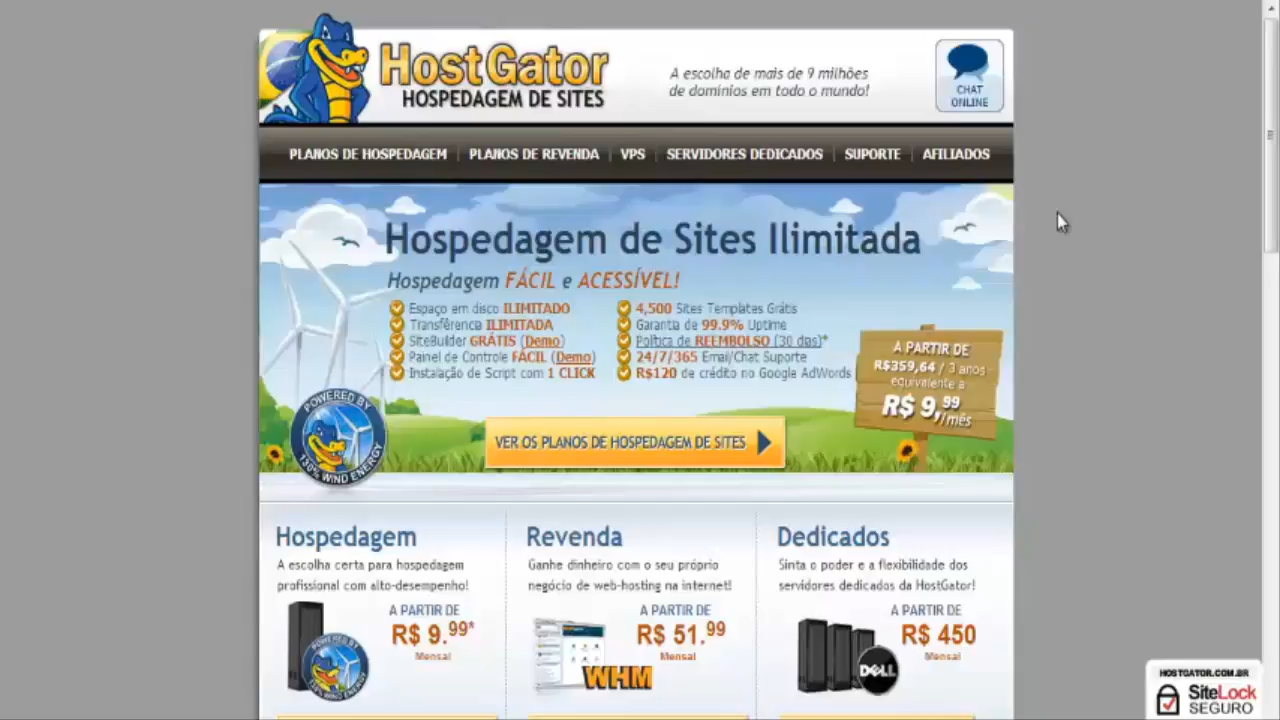 HostGator
HOSPEDAGEM DE SITES
A escolha de mais de 9 milhões
de domínios em todo o mundo!
CHAT
ONLINE
PLANOS DE HOSPEDAGEM
PLANOS DE REVENDA
VPS
SERVIDORES DEDICADOS
SUPORTE
AFILIADOS
Hospedagem de Sites Ilimitada
Hospedagem FÁCIL e ACESSÍVEL!
Espaço em disco ILIMITADO
Transfêrencia ILIMITADA
SiteBuilder GRÁTIS (Demo)
Painel de Controle FÁCIL (Demo)
Instalação de Script com 1 CLICK
4,500 Sites Templates Grátis
Garantia de 99.9% Uptime
Política de REEMBOLSO (30 dias)*
24/7/365 Email/Chat Suporte
R$120 de crédito no Google AdWords
A PARTIR DE
R$359,64 / 3 anos
equivalente a
R$ 9,99
/mês
POWERED BY
130% WIND ENERGY
VER OS PLANOS DE HOSPEDAGEM DE SITES
Hospedagem
A escolha certa para hospedagem
profissional com alto-desempenho!
A PARTIR DE
R$ 9.99*
Mensal
POWERED BY
Revenda
Ganhe dinheiro com o seu próprio
negócio de web-hosting na internet!
A PARTIR DE
R$ 51.99
Mensal
WHM
Dedicados
Sinta o poder e a flexibilidade dos
servidores dedicados da HostGator!
A PARTIR DE
R$ 450
Mensal
DELL
HOSTGATOR.COM.BR
SiteLock
SEGURO